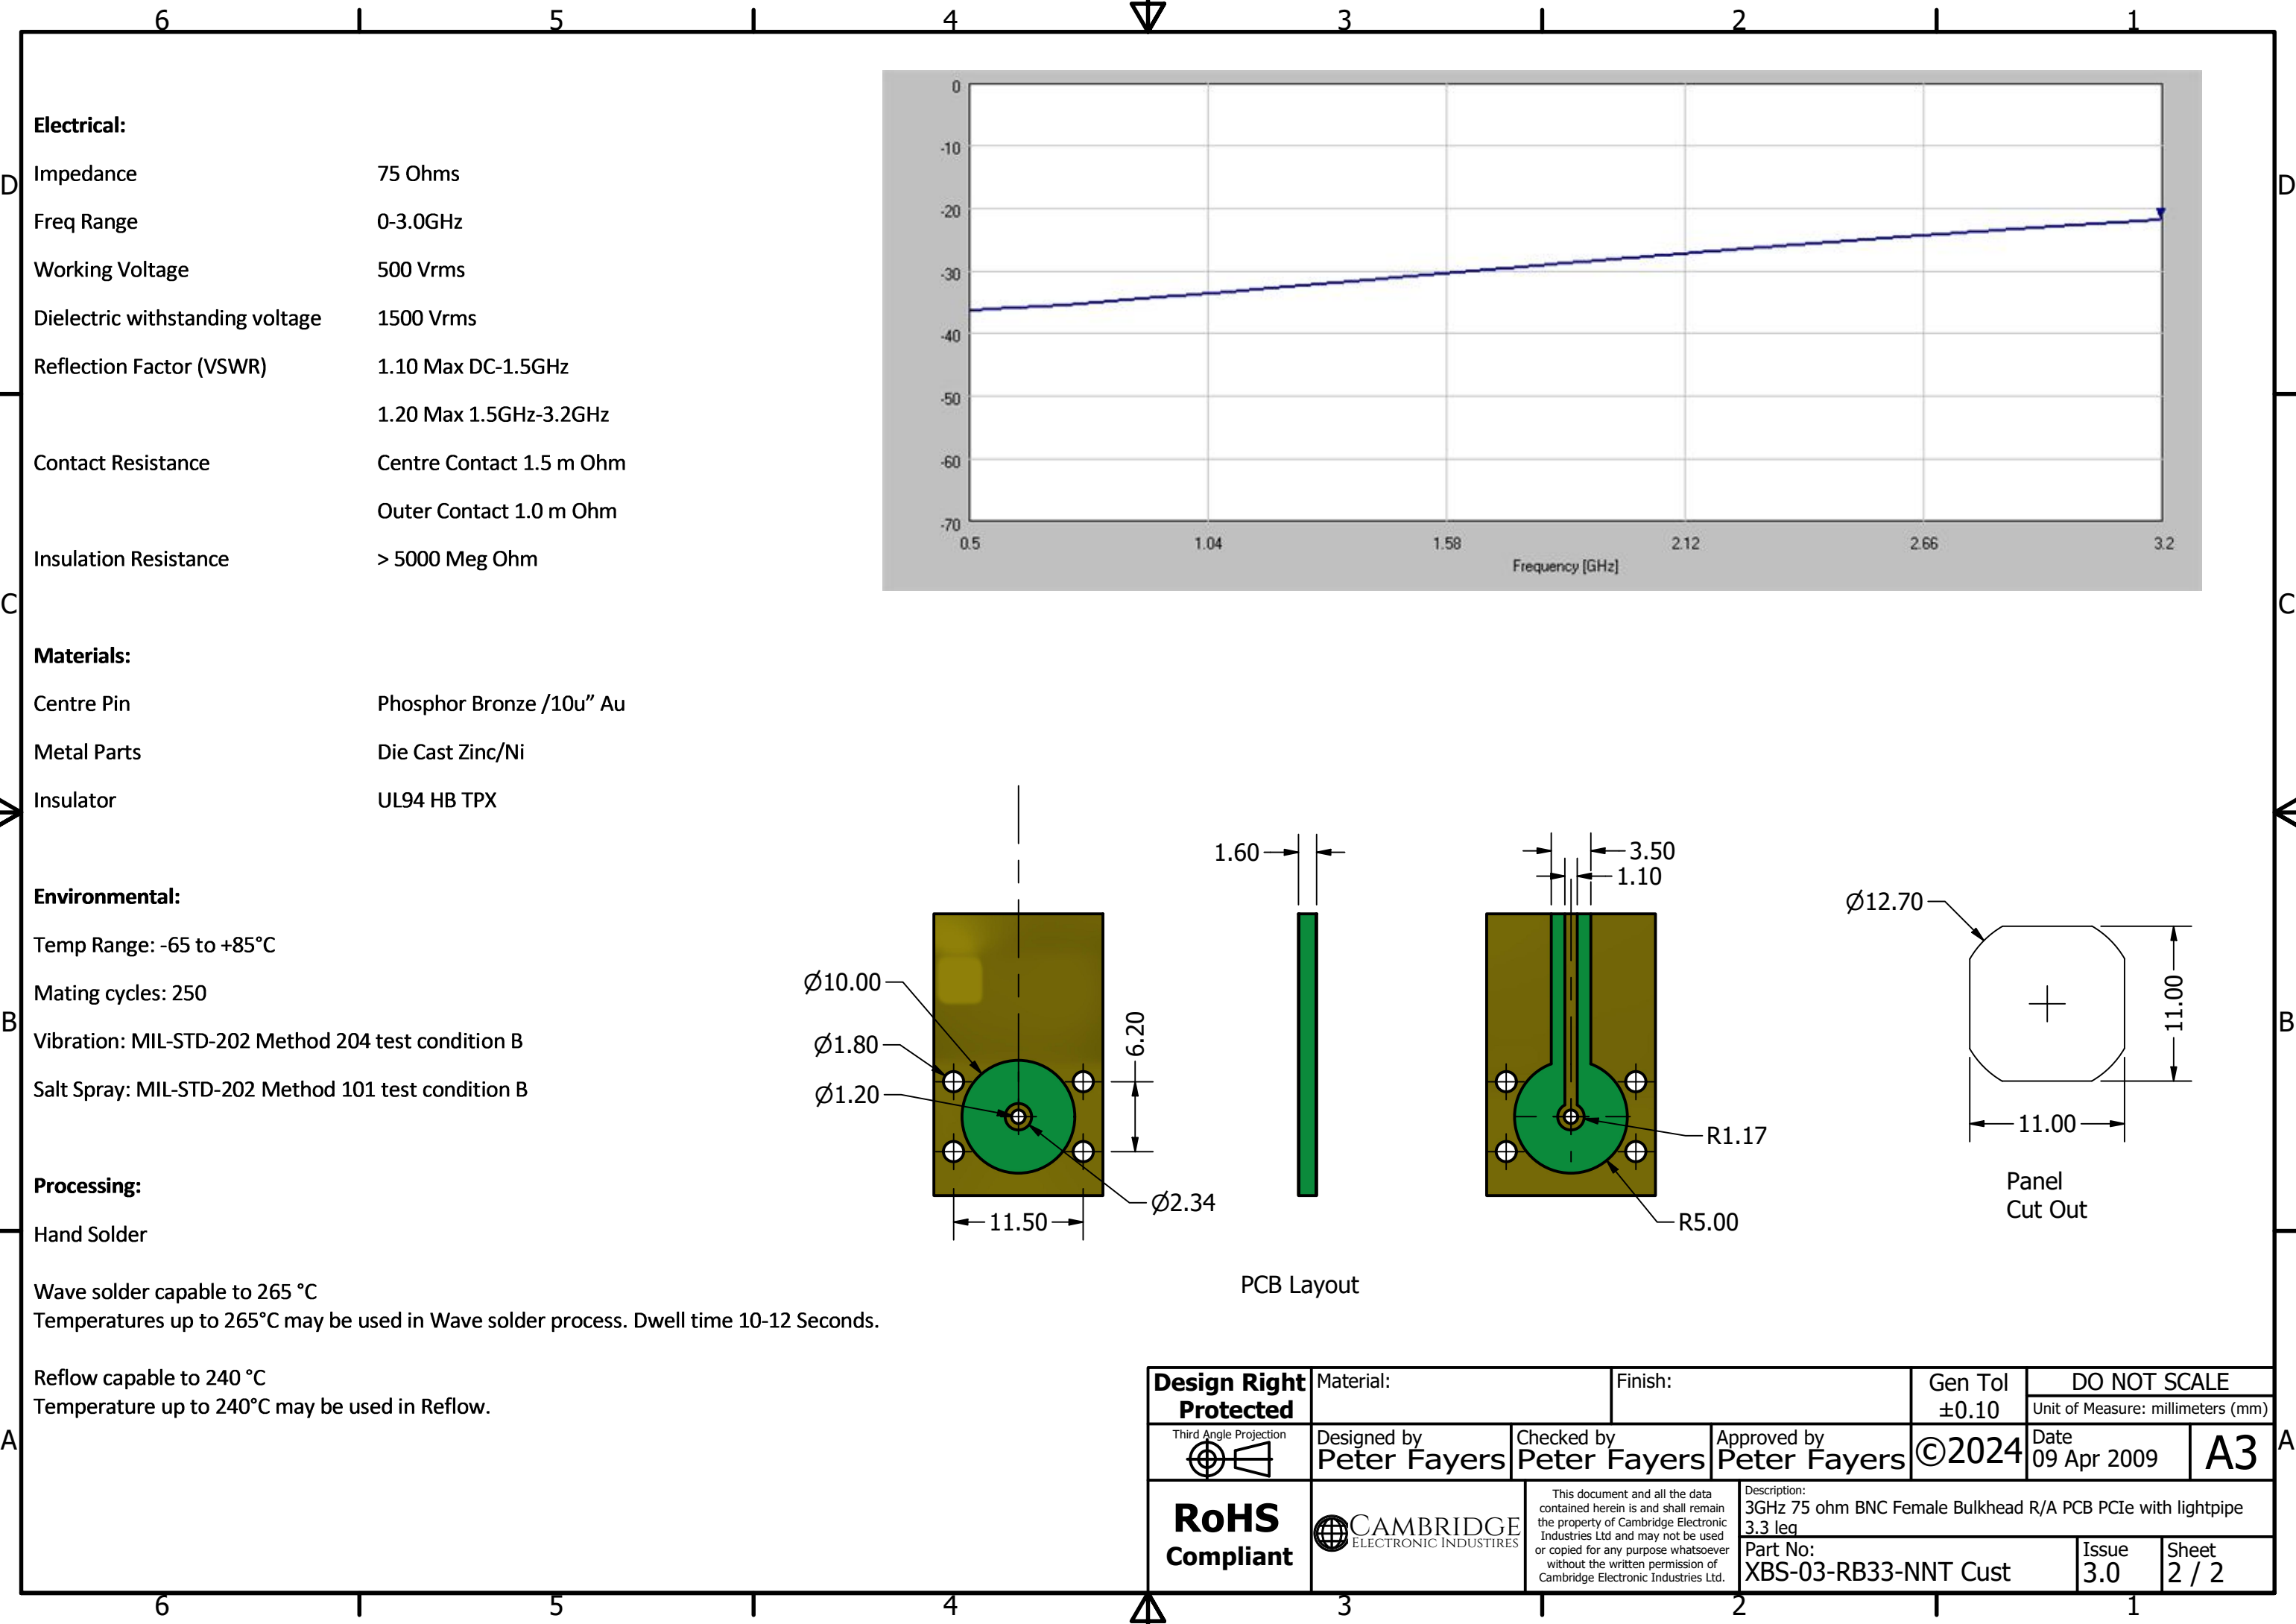 6 5 4 3 2 1
D
C
B
A
D
C
B
A
Electrical:
Impedance 75 Ohms
Freq Range 0-3.0GHz
Working Voltage 500 Vrms
Dielectric withstanding voltage 1500 Vrms
Reflection Factor (VSWR) 1.10 Max DC-1.5GHz
1.20 Max 1.5GHz-3.2GHz
Contact Resistance Centre Contact 1.5 m Ohm
Outer Contact 1.0 m Ohm
Insulation Resistance > 5000 Meg Ohm
Materials:
Centre Pin Phosphor Bronze /10u” Au
Metal Parts Die Cast Zinc/Ni
Insulator UL94 HB TPX
Environmental:
Temp Range: -65 to +85°C
Mating cycles: 250
Vibration: MIL-STD-202 Method 204 test condition B
Salt Spray: MIL-STD-202 Method 101 test condition B
Processing:
Hand Solder
Wave solder capable to 265 °C
Temperatures up to 265°C may be used in Wave solder process. Dwell time 10-12 Seconds.
Reflow capable to 240 °C
Temperature up to 240°C may be used in Reflow.
0
-10
-20
-30
-40
-50
-60
-70
0.5 1.04 1.58 2.12 2.66 3.2
Frequency [GHz]
Ø10.00
Ø1.80
Ø1.20
6.20
Ø2.34
11.50
1.60
3.50
1.10
R1.17
R5.00
PCB Layout
Ø12.70
11.00
11.00
Panel
Cut Out
Design Right
Protected
Material:
Finish:
Gen Tol
±0.10
DO NOT SCALE
Unit of Measure: millimeters (mm)
Third Angle Projection
Designed by
Peter Fayers
Checked by
Peter Fayers
Approved by
Peter Fayers
©2024
Date
09 Apr 2009
A3
RoHS
Compliant
CAMBRIDGE
ELECTRONIC INDUSTIRES
This document and all the data
contained herein is and shall remain
the property of Cambridge Electronic
Industries Ltd and may not be used
or copied for any purpose whatsoever
without the written permission of
Cambridge Electronic Industries Ltd.
Description:
3GHz 75 ohm BNC Female Bulkhead R/A PCB PCIe with lightpipe
3.3 leg
Part No:
XBS-03-RB33-NNT Cust
Issue
3.0
Sheet
2 / 2
6 5 4 3 2 1